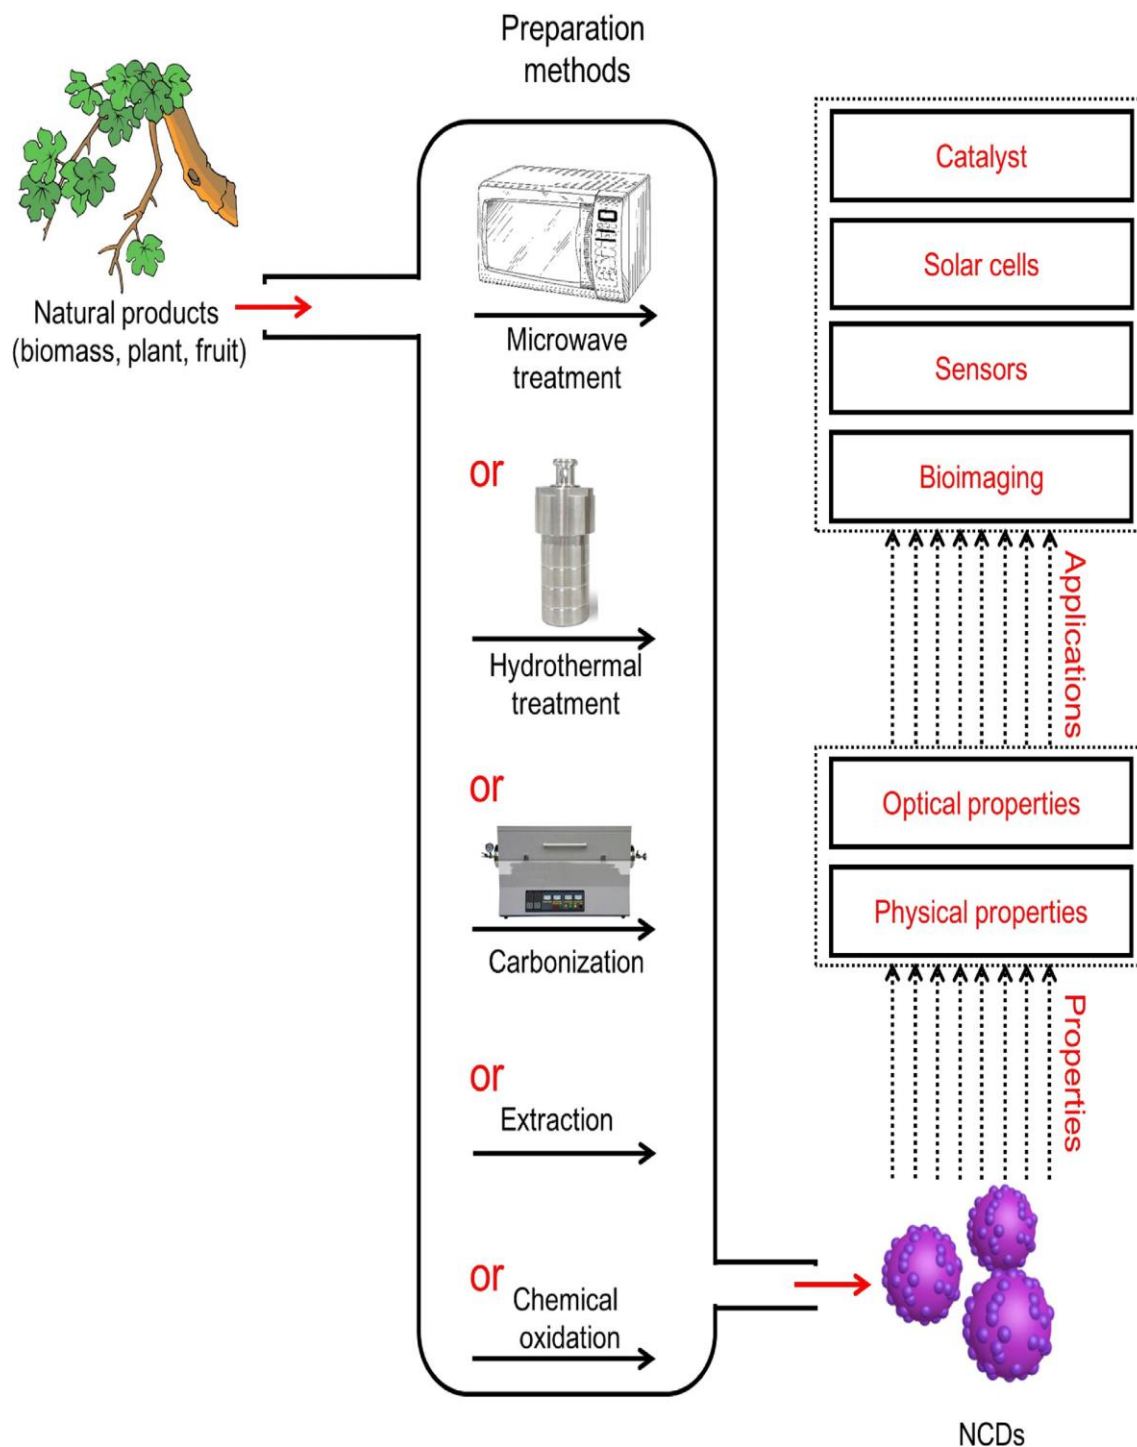 Preparation
methods
Natural products
(biomass, plant, fruit)
Microwave
treatment
or
Hydrothermal
treatment
or
Carbonization
or
Extraction
or
Chemical
oxidation
NCDs
Properties
Physical properties
Optical properties
Applications
Catalyst
Solar cells
Sensors
Bioimaging